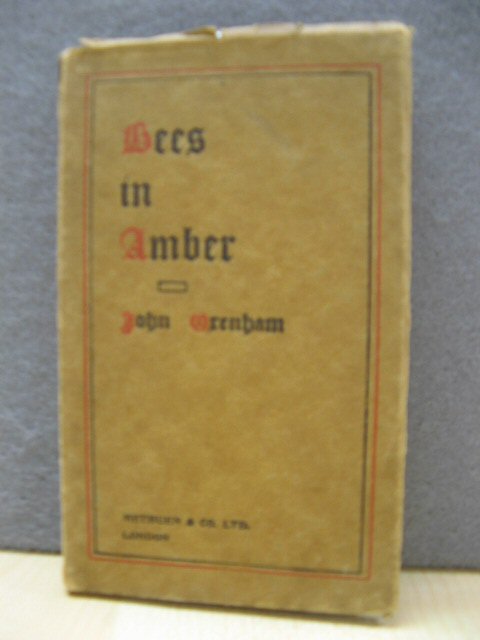 Bees
in
Amber
John Oxenham
METHUEN & CO. LTD.
LONDON